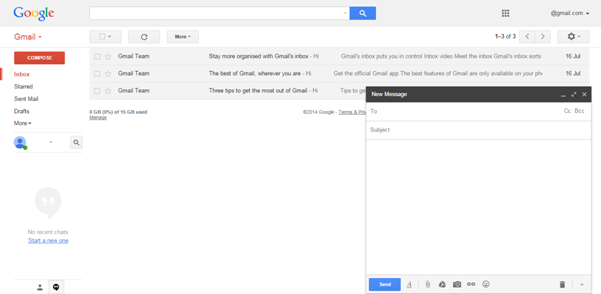 Google
@gmail.com
Gmail
More
1–3 of 3
COMPOSE
Inbox
Starred
Sent Mail
Drafts
More
Gmail Team Stay more organised with Gmail's inbox - Hi Gmail's inbox puts you in control Inbox video Meet the inbox Gmail's inbox sorts 16 Jul
Gmail Team The best of Gmail, wherever you are - Hi Get the official Gmail app The best features of Gmail are only available on your ph 16 Jul
Gmail Team Three tips to get the most out of Gmail - Hi Tips to ge
0 GB (0%) of 15 GB used
Manage
©2014 Google - Terms & Priv
New Message
To Cc Bcc
Subject
No recent chats
Start a new one
Send